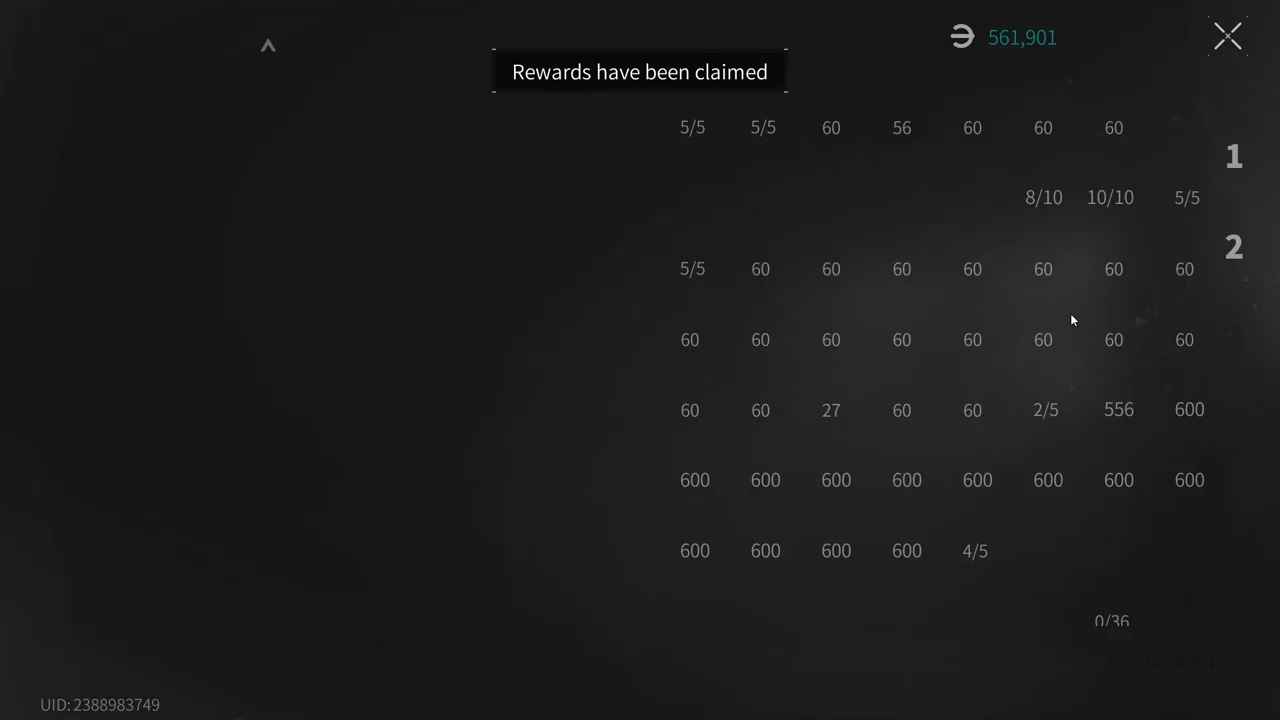 561,901
Rewards have been claimed
5/5 5/5 60 56 60 60 60
1
8/10 10/10 5/5
2
5/5 60 60 60 60 60 60 60
60 60 60 60 60 60 60 60
60 60 27 60 60 2/5 556 600
600 600 600 600 600 600 600 600
600 600 600 600 4/5
0/36
AUTO-SORT
UID: 2388983749